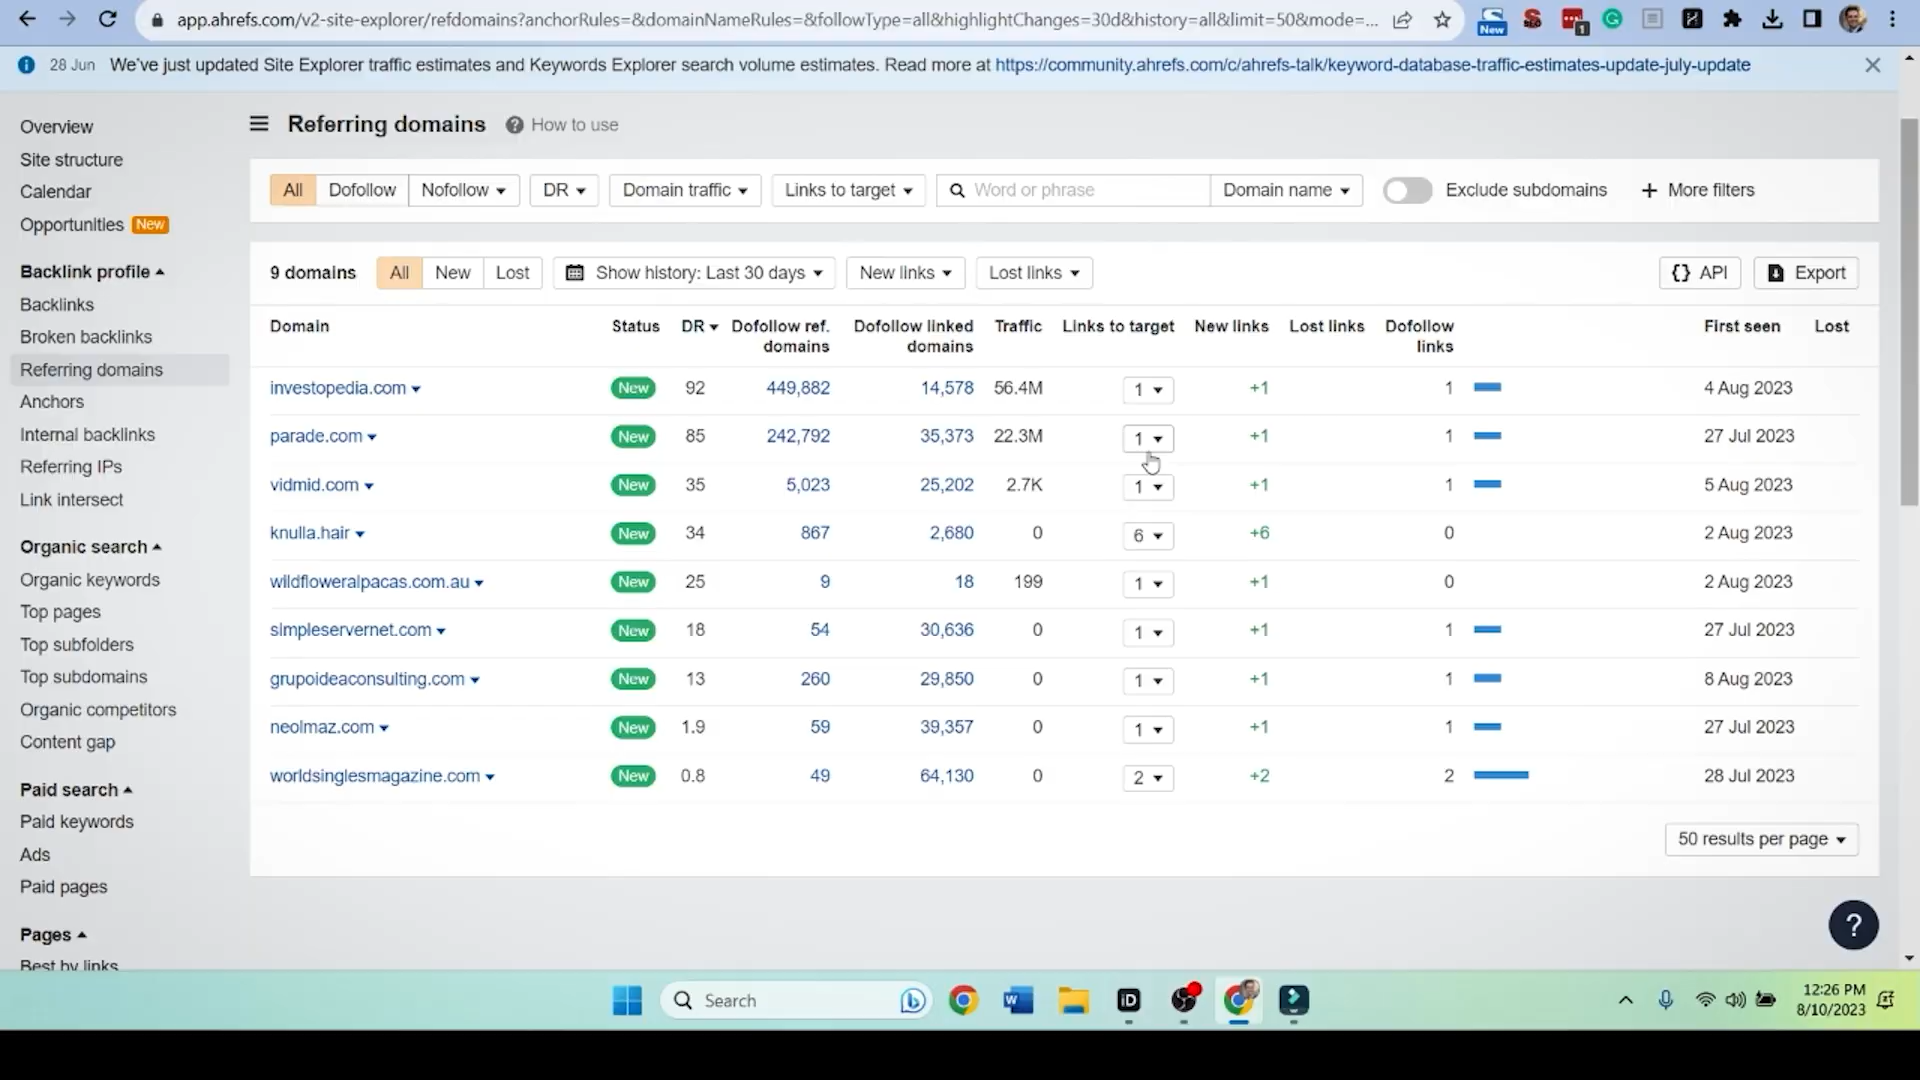 app.ahrefs.com/v2-site-explorer/refdomains?anchorRules=&domainNameRules=&followType=all&highlightChanges=30d&history=all&limit=50&mode=...
New
1
28 Jun We've just updated Site Explorer traffic estimates and Keywords Explorer search volume estimates. Read more at https://community.ahrefs.com/c/ahrefs-talk/keyword-database-traffic-estimates-update-july-update
Overview
Site structure
Calendar
Opportunities New
Backlink profile
Backlinks
Broken backlinks
Referring domains
Anchors
Internal backlinks
Referring IPs
Link intersect
Organic search
Organic keywords
Top pages
Top subfolders
Top subdomains
Organic competitors
Content gap
Paid search
Paid keywords
Ads
Paid pages
Pages
Best by links
Referring domains ? How to use
All Dofollow Nofollow DR Domain traffic Links to target Word or phrase Domain name Exclude subdomains + More filters
9 domains All New Lost Show history: Last 30 days New links Lost links {} API Export
Domain Status DR Dofollow ref. domains Dofollow linked domains Traffic Links to target New links Lost links Dofollow links First seen Lost
investopedia.com New 92 449,882 14,578 56.4M 1 +1 1 4 Aug 2023
parade.com New 85 242,792 35,373 22.3M 1 +1 1 27 Jul 2023
vidmid.com New 35 5,023 25,202 2.7K 1 +1 1 5 Aug 2023
knulla.hair New 34 867 2,680 0 6 +6 0 2 Aug 2023
wildfloweralpacas.com.au New 25 9 18 199 1 +1 0 2 Aug 2023
simpleservernet.com New 18 54 30,636 0 1 +1 1 27 Jul 2023
grupoideaconsulting.com New 13 260 29,850 0 1 +1 1 8 Aug 2023
neolmaz.com New 1.9 59 39,357 0 1 +1 1 27 Jul 2023
worldsinglesmagazine.com New 0.8 49 64,130 0 2 +2 2 28 Jul 2023
50 results per page
?
Search
12:26 PM
8/10/2023